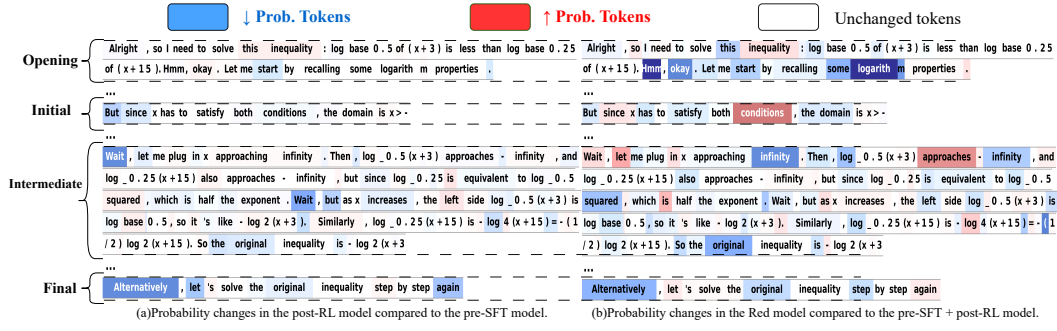 ↓ Prob. Tokens
↑ Prob. Tokens
Unchanged tokens
Opening
Alright , so I need to solve this inequality : log base 0 . 5 of ( x + 3 ) is less than log base 0 . 25
of ( x + 15 ) . Hmm , okay . Let me start by recalling some logarith m properties .
...
Initial
But since x has to satisfy both conditions , the domain is x > -
...
Intermediate
Wait , let me plug in x approaching infinity . Then , log _ 0 . 5 ( x + 3 ) approaches - infinity , and
log _ 0 . 25 ( x + 15 ) also approaches - infinity , but since log _ 0 . 25 is equivalent to log _ 0 . 5
squared , which is half the exponent . Wait , but as x increases , the left side log _ 0 . 5 ( x + 3 ) is
log base 0 . 5 , so it 's like - log 2 ( x + 3 ) . Similarly , log _ 0 . 25 ( x + 15 ) is - log 4 ( x + 15 ) = - ( 1
/ 2 ) log 2 ( x + 15 ) . So the original inequality is - log 2 ( x + 3
...
Final
Alternatively , let 's solve the original inequality step by step again
(a)Probability changes in the post-RL model compared to the pre-SFT model.
Alright , so I need to solve this inequality : log base 0 . 5 of ( x + 3 ) is less than log base 0 . 25
of ( x + 15 ) . Hmm , okay . Let me start by recalling some logarith m properties .
...
But since x has to satisfy both conditions , the domain is x > -
...
Wait , let me plug in x approaching infinity . Then , log _ 0 . 5 ( x + 3 ) approaches - infinity , and
log _ 0 . 25 ( x + 15 ) also approaches - infinity , but since log _ 0 . 25 is equivalent to log _ 0 . 5
squared , which is half the exponent . Wait , but as x increases , the left side log _ 0 . 5 ( x + 3 ) is
log base 0 . 5 , so it 's like - log 2 ( x + 3 ) . Similarly , log _ 0 . 25 ( x + 15 ) is - log 4 ( x + 15 ) = - ( 1
/ 2 ) log 2 ( x + 15 ) . So the original inequality is - log 2 ( x + 3
...
Alternatively , let 's solve the original inequality step by step again
(b)Probability changes in the Red model compared to the pre-SFT + post-RL model.